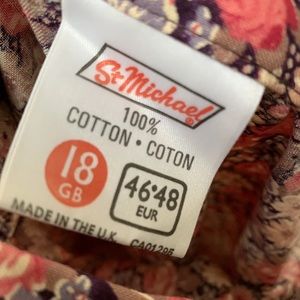 St Michael
100%
COTTON • COTON
18
GB
46•48
EUR
MADE IN THE U.K.